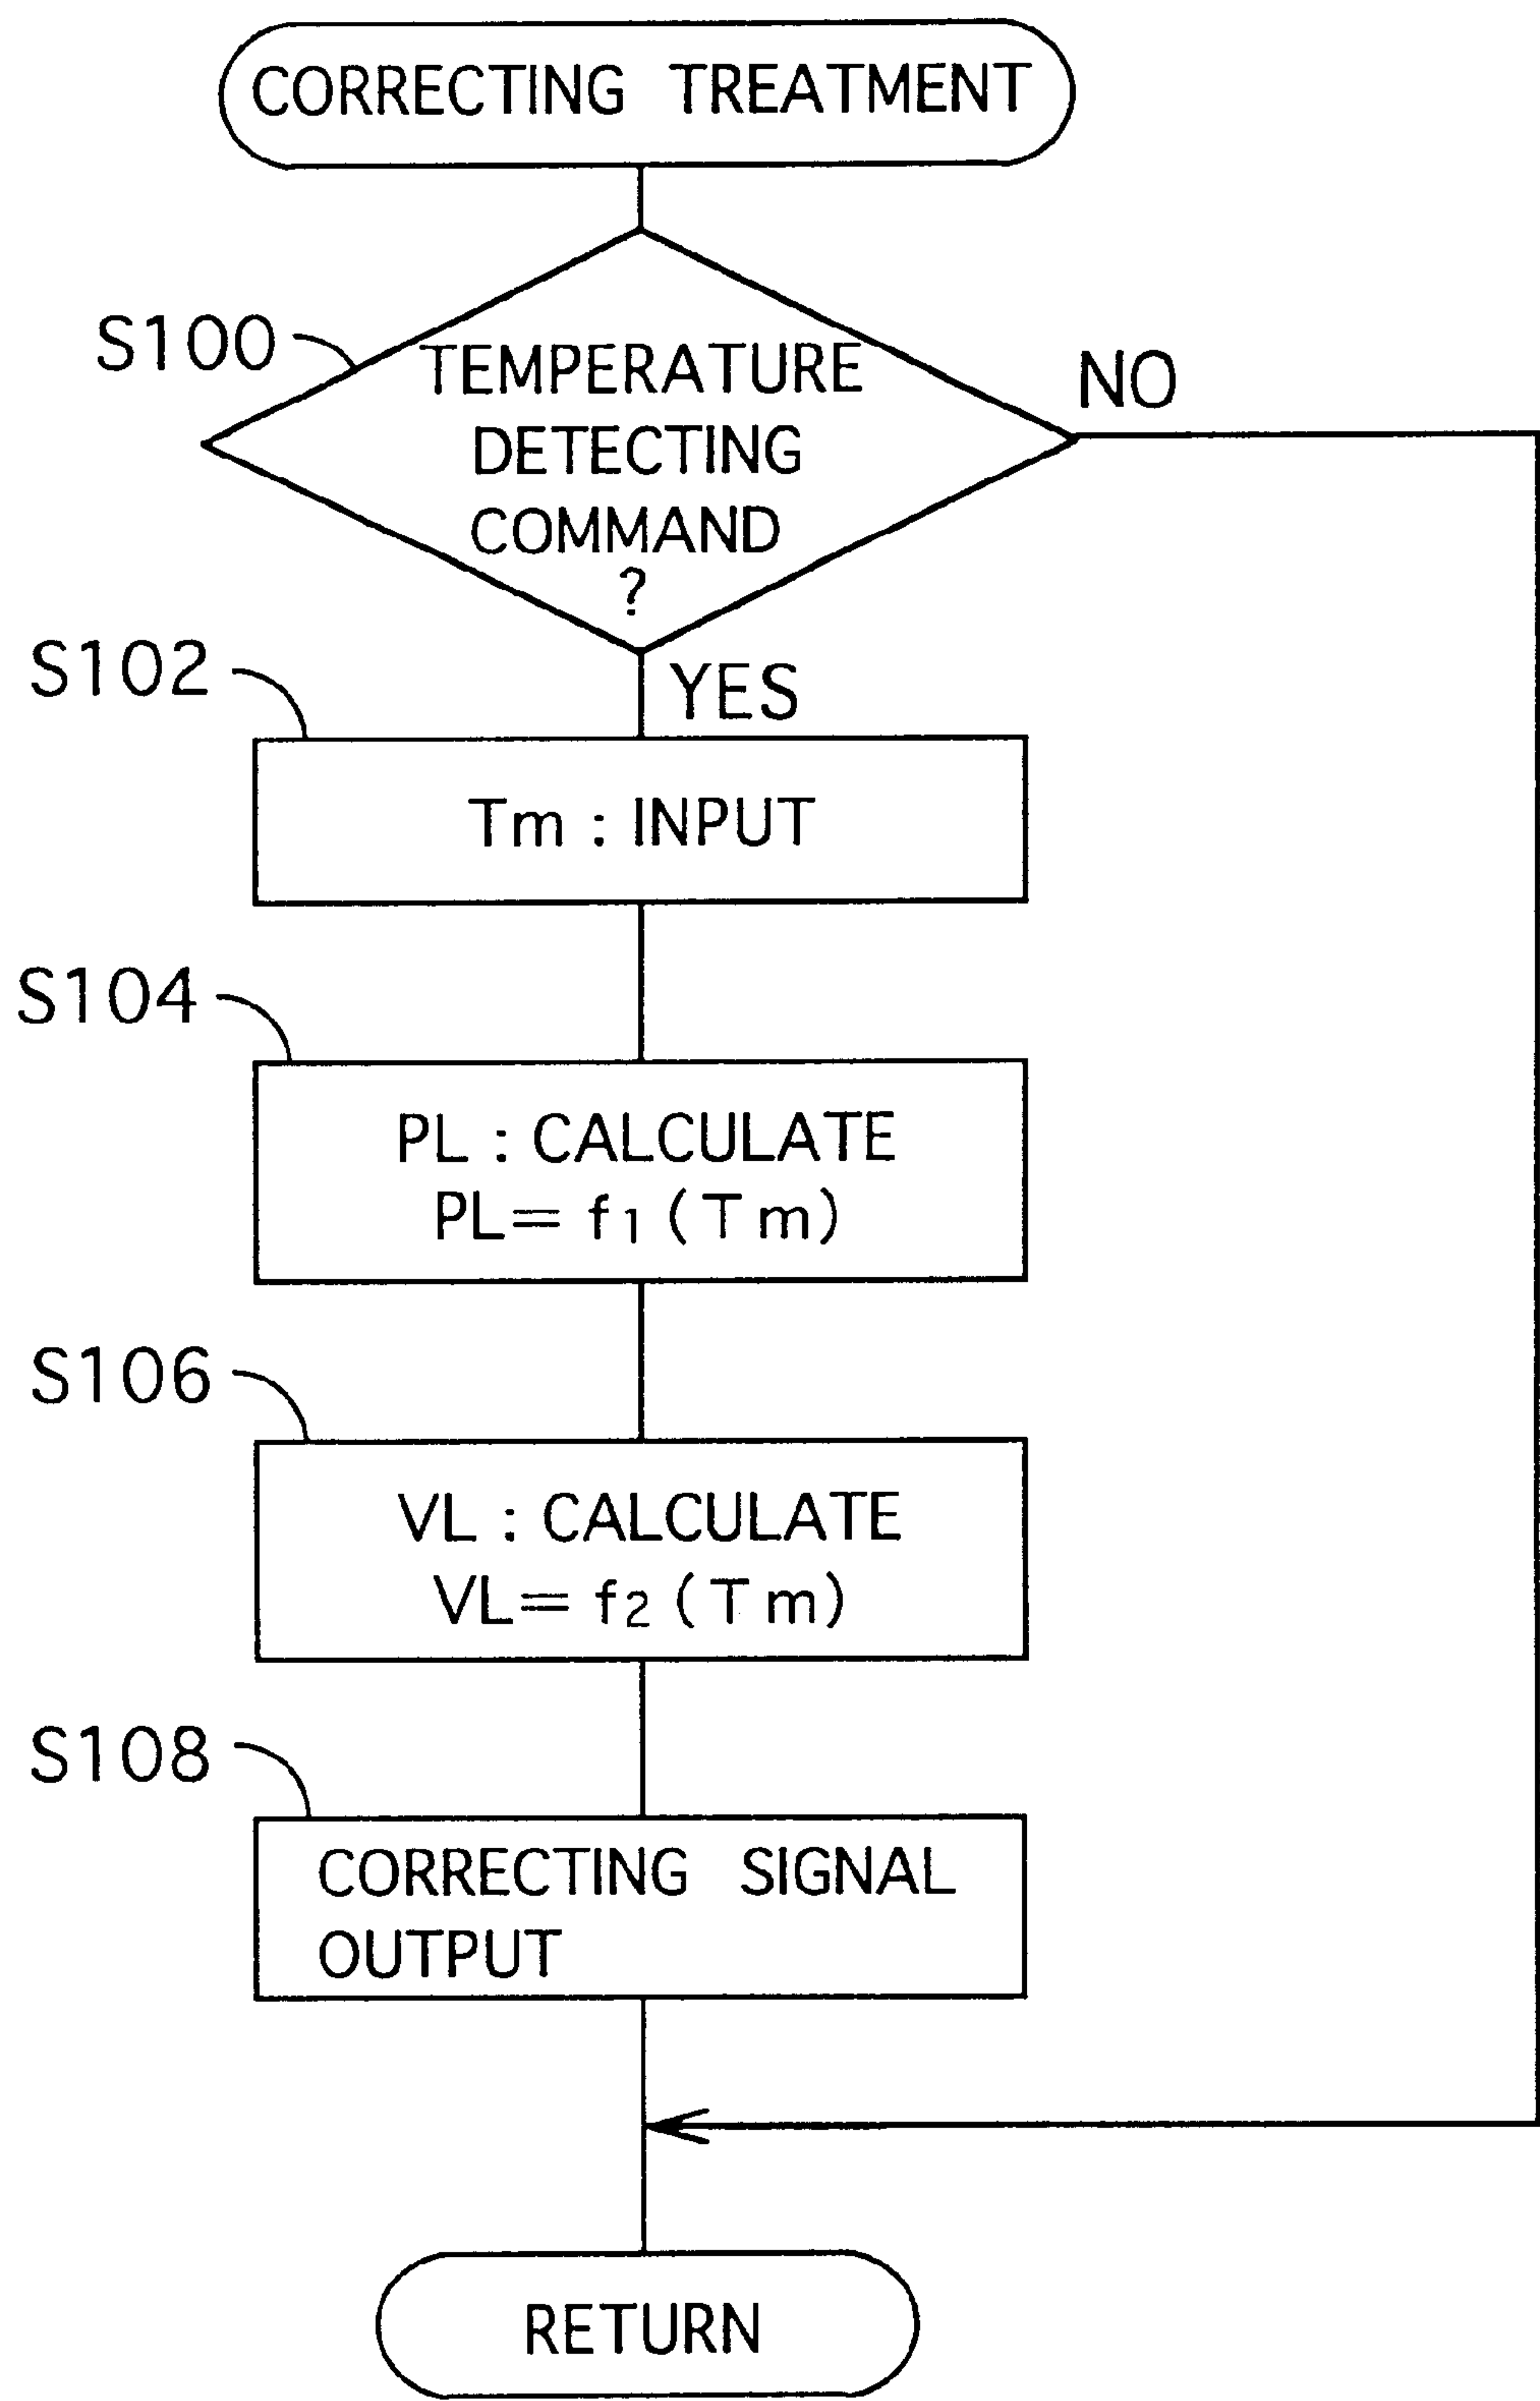 CORRECTING TREATMENT
S100
TEMPERATURE
DETECTING
COMMAND
?
NO
YES
S102
Tm : INPUT
S104
PL : CALCULATE
PL = f1 (Tm)
S106
VL : CALCULATE
VL = f2 (Tm)
S108
CORRECTING SIGNAL
OUTPUT
RETURN